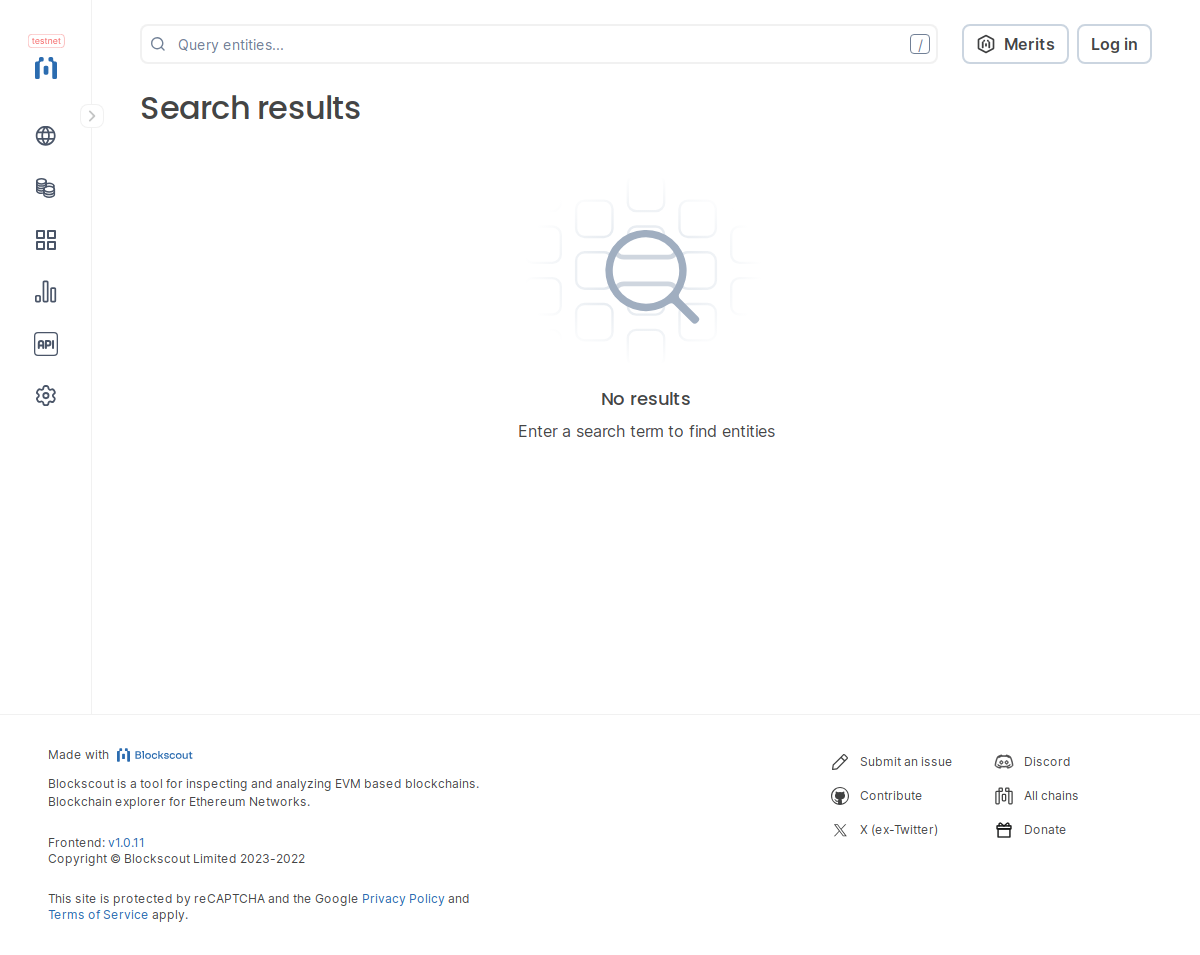 testnet
Query entities...
/
Merits
Log in
Search results
API
No results
Enter a search term to find entities
Made with Blockscout
Blockscout is a tool for inspecting and analyzing EVM based blockchains.
Blockchain explorer for Ethereum Networks.
Frontend: v1.0.11
Copyright © Blockscout Limited 2023-2022
This site is protected by reCAPTCHA and the Google Privacy Policy and
Terms of Service apply.
Submit an issue
Discord
Contribute
All chains
X (ex-Twitter)
Donate